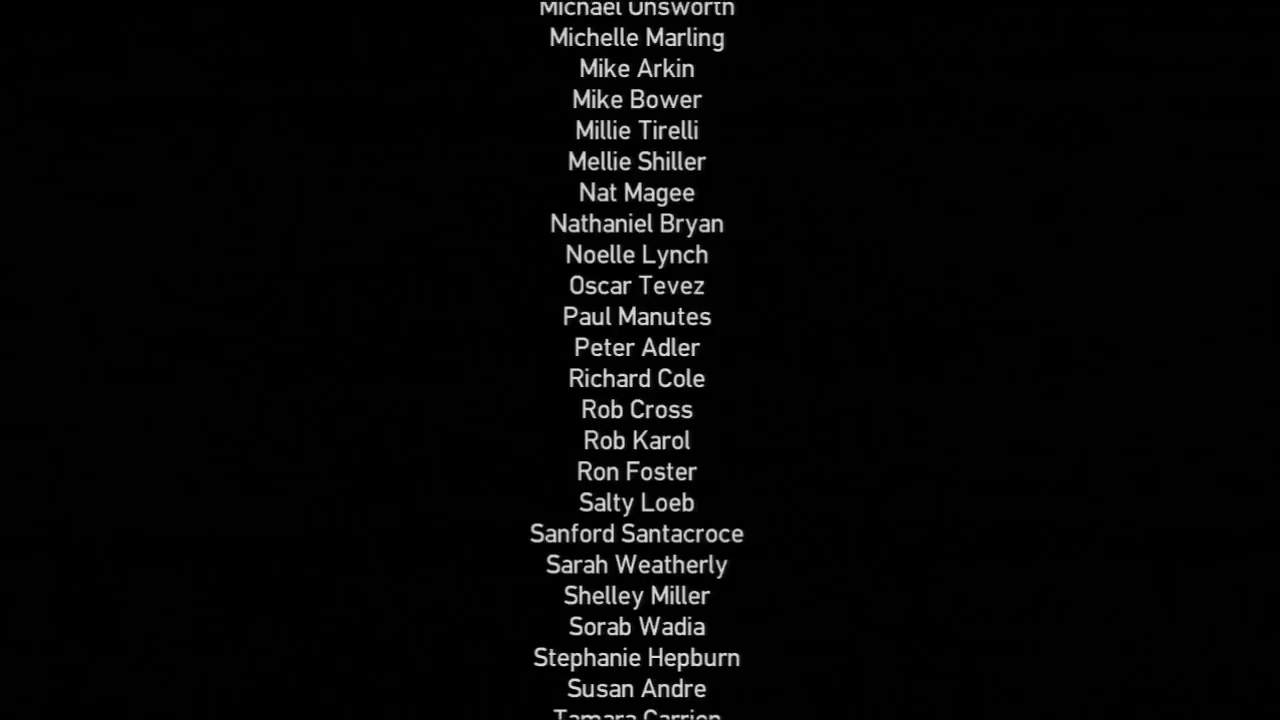 Michael Unsworth
Michelle Marling
Mike Arkin
Mike Bower
Millie Tirelli
Mellie Shiller
Nat Magee
Nathaniel Bryan
Noelle Lynch
Oscar Tevez
Paul Manutes
Peter Adler
Richard Cole
Rob Cross
Rob Karol
Ron Foster
Salty Loeb
Sanford Santacroce
Sarah Weatherly
Shelley Miller
Sorab Wadia
Stephanie Hepburn
Susan Andre
Tamara